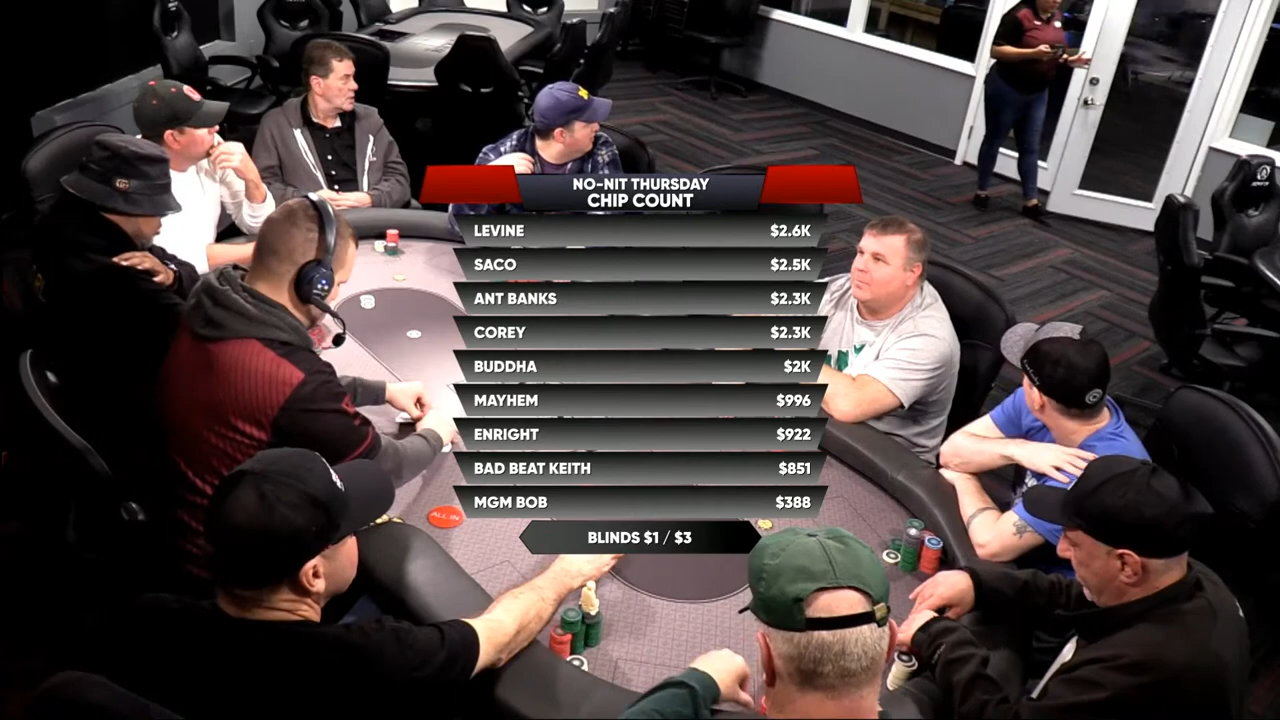 NO-NIT THURSDAY
CHIP COUNT
LEVINE $2.6K
SACO $2.5K
ANT BANKS $2.3K
COREY $2.3K
BUDDHA $2K
MAYHEM $996
ENRIGHT $922
BAD BEAT KEITH $851
MGM BOB $388
BLINDS $1 / $3
ALL IN